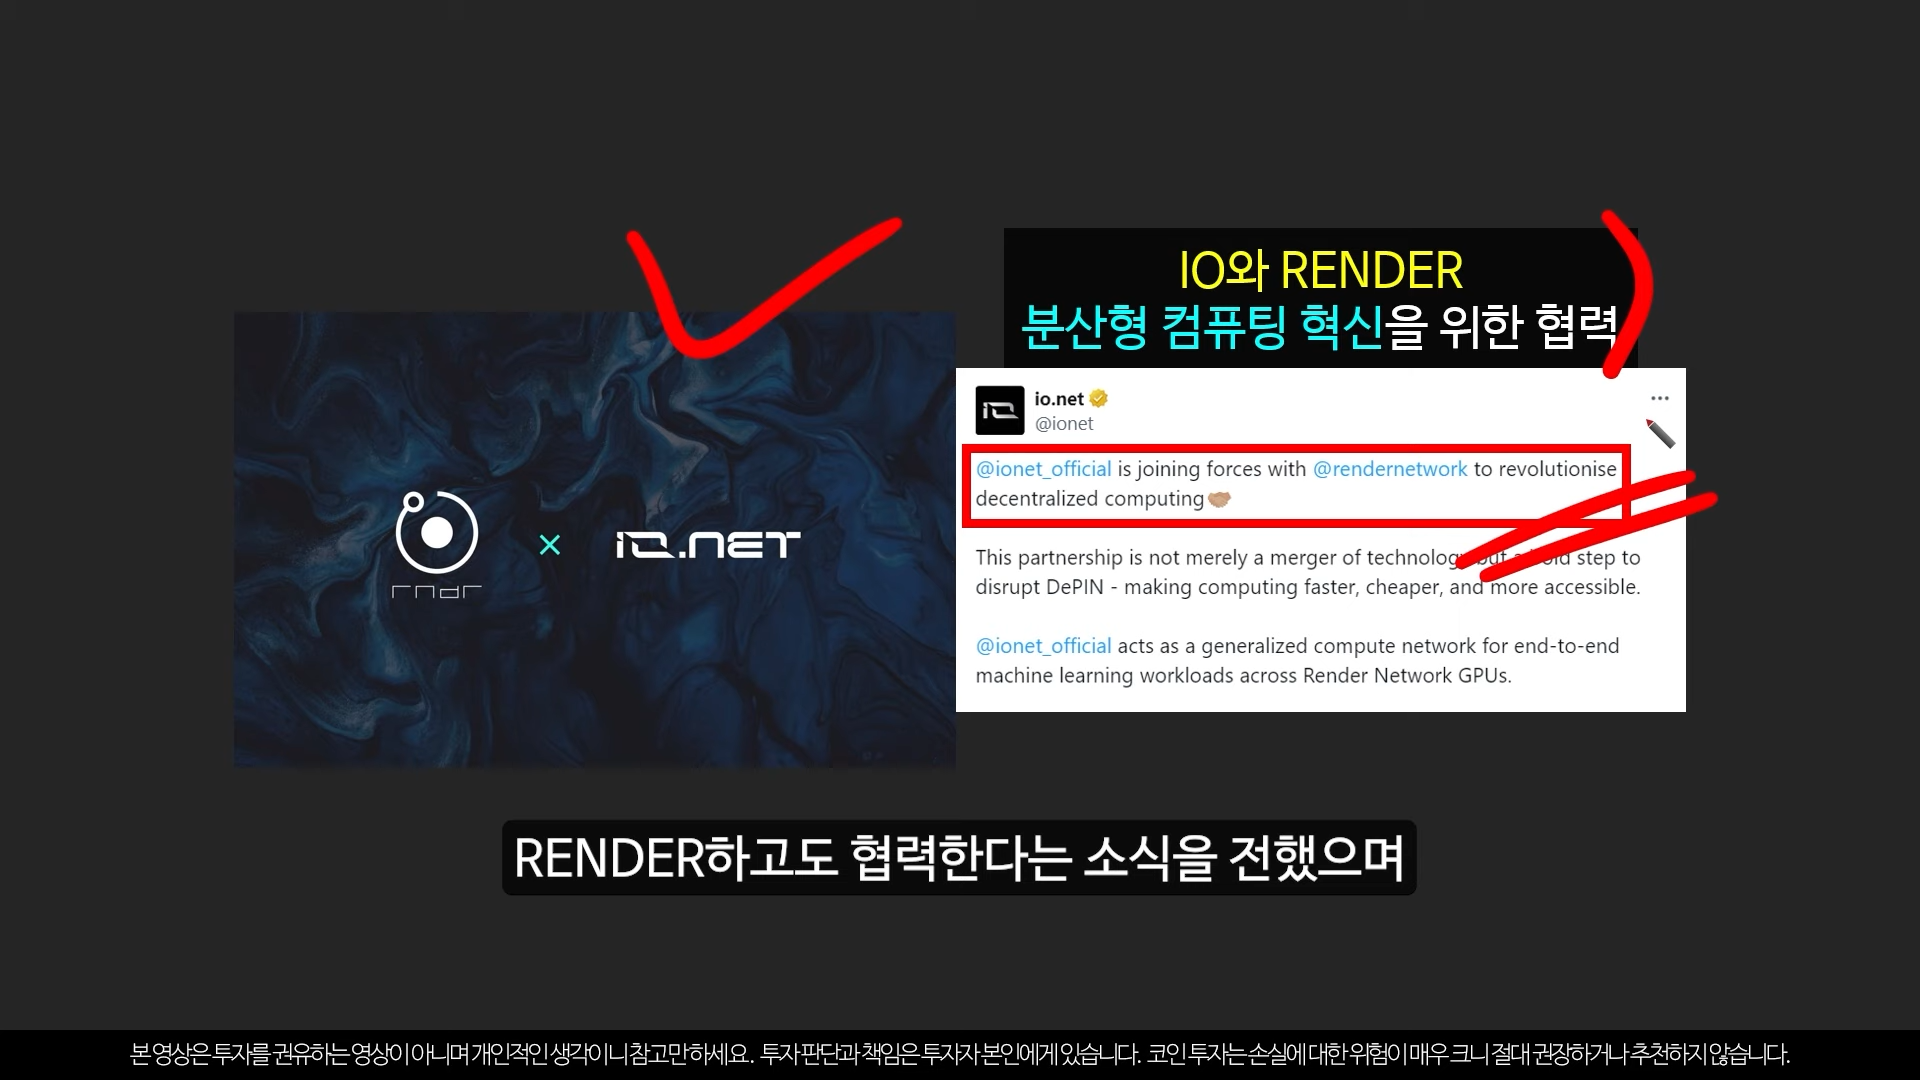 IO와 RENDER
분산형 컴퓨팅 혁신을 위한 협력
rndr
×
IO.NET
io.net
@ionet
@ionet_official is joining forces with @rendernetwork to revolutionise
decentralized computing🤝🏼
This partnership is not merely a merger of technology but a bold step to
disrupt DePIN - making computing faster, cheaper, and more accessible.
@ionet_official acts as a generalized compute network for end-to-end
machine learning workloads across Render Network GPUs.
RENDER하고도 협력한다는 소식을 전했으며
본 영상은 투자를 권유하는 영상이 아니며 개인적인 생각이니 참고만 하세요. 투자 판단과 책임은 투자자 본인에게 있습니다. 코인 투자는 손실에 대한 위험이 매우 크니 절대 권장하거나 추천하지 않습니다.